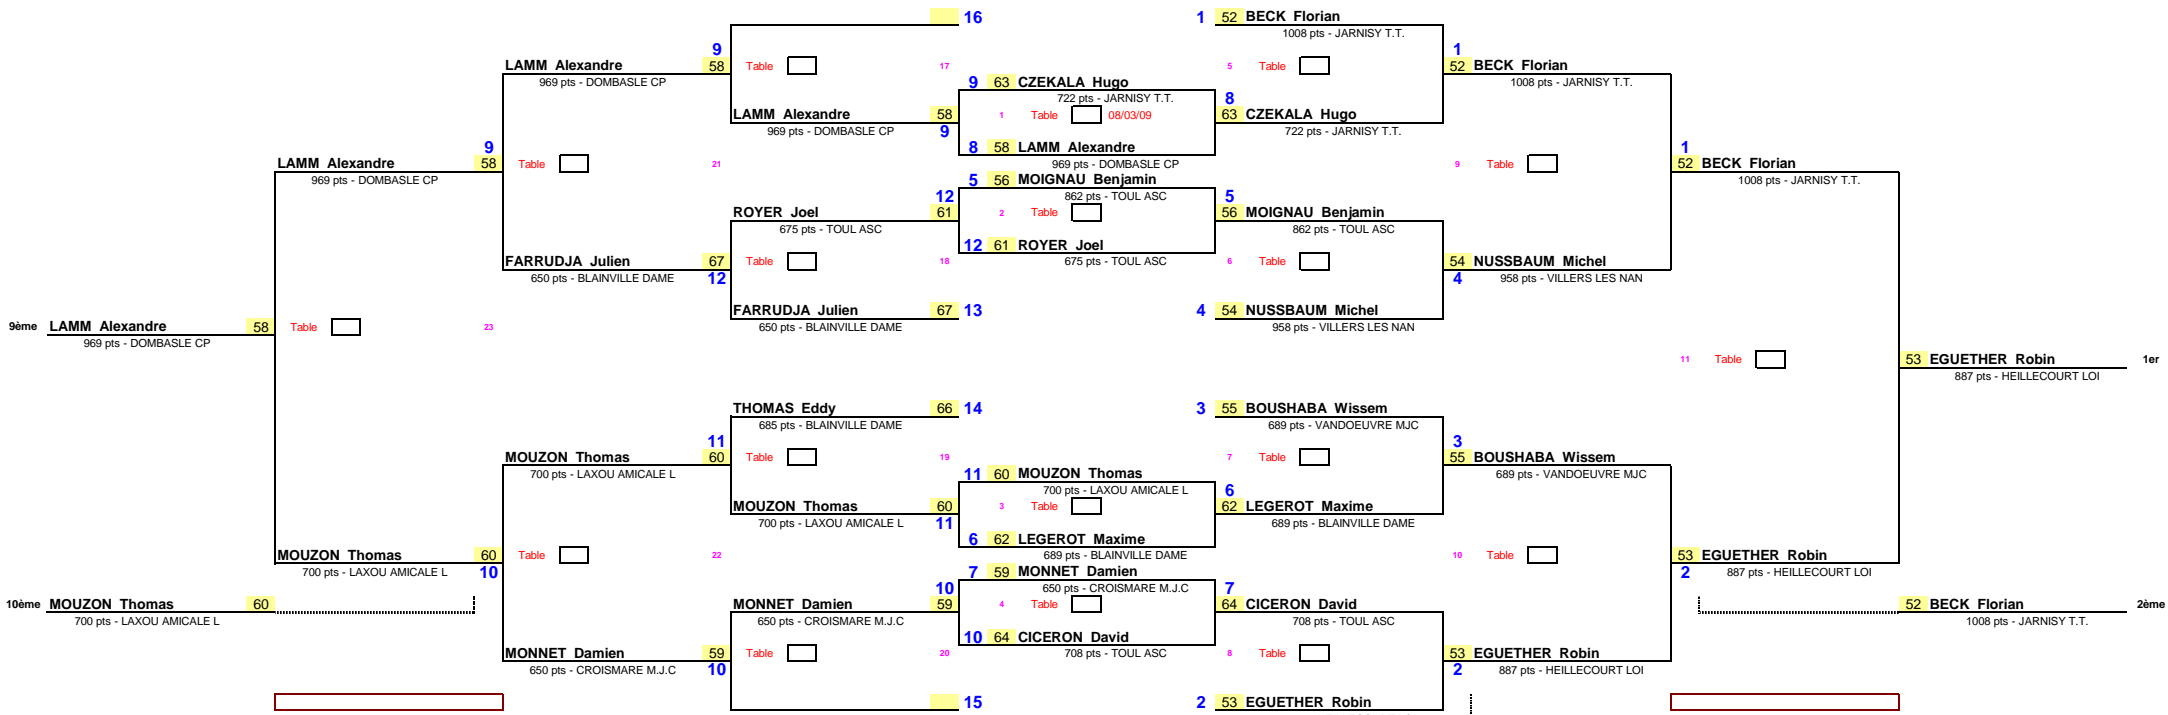 16
1 52 BECK Florian
1008 pts - JARNISY T.T.
9
1
LAMM Alexandre 58 Table 17
5 Table
52 BECK Florian
969 pts - DOMBASLE CP
1008 pts - JARNISY T.T.
9 63 CZEKALA Hugo
722 pts - JARNISY T.T.
8
LAMM Alexandre 58
1 Table 08/03/09
63 CZEKALA Hugo
969 pts - DOMBASLE CP
9
722 pts - JARNISY T.T.
9
8 58 LAMM Alexandre
1
LAMM Alexandre 58 Table 21
969 pts - DOMBASLE CP
9 Table
52 BECK Florian
969 pts - DOMBASLE CP
1008 pts - JARNISY T.T.
5 56 MOIGNAU Benjamin
12
862 pts - TOUL ASC
5
ROYER Joel 61
2 Table
56 MOIGNAU Benjamin
675 pts - TOUL ASC
862 pts - TOUL ASC
12 61 ROYER Joel
675 pts - TOUL ASC
FARRUDJA Julien 67 Table 18
6 Table
54 NUSSBAUM Michel
650 pts - BLAINVILLE DAME
12
4
958 pts - VILLERS LES NAN
FARRUDJA Julien 67 13
4 54 NUSSBAUM Michel
650 pts - BLAINVILLE DAME
958 pts - VILLERS LES NAN
9ème LAMM Alexandre 58 Table 23
969 pts - DOMBASLE CP
11 Table
53 EGUETHER Robin 1er
887 pts - HEILLECOURT LOI
THOMAS Eddy 66 14
3 55 BOUSHABA Wissem
685 pts - BLAINVILLE DAME
689 pts - VANDOEUVRE MJC
11
3
MOUZON Thomas 60 Table 19
7 Table
55 BOUSHABA Wissem
700 pts - LAXOU AMICALE L
689 pts - VANDOEUVRE MJC
11 60 MOUZON Thomas
700 pts - LAXOU AMICALE L
6
MOUZON Thomas 60
3 Table
62 LEGEROT Maxime
700 pts - LAXOU AMICALE L
11
689 pts - BLAINVILLE DAME
6 62 LEGEROT Maxime
689 pts - BLAINVILLE DAME
MOUZON Thomas 60 Table 22
10 Table
53 EGUETHER Robin
700 pts - LAXOU AMICALE L
10
2
887 pts - HEILLECOURT LOI
7 59 MONNET Damien
10
650 pts - CROISMARE M.J.C
7
10ème MOUZON Thomas 60
700 pts - LAXOU AMICALE L
MONNET Damien 59
4 Table
64 CICERON David
52 BECK Florian 2ème
650 pts - CROISMARE M.J.C
708 pts - TOUL ASC
1008 pts - JARNISY T.T.
10 64 CICERON David
708 pts - TOUL ASC
MONNET Damien 59 Table 20
8 Table
53 EGUETHER Robin
650 pts - CROISMARE M.J.C
10
2
887 pts - HEILLECOURT LOI
15
2 53 EGUETHER Robin